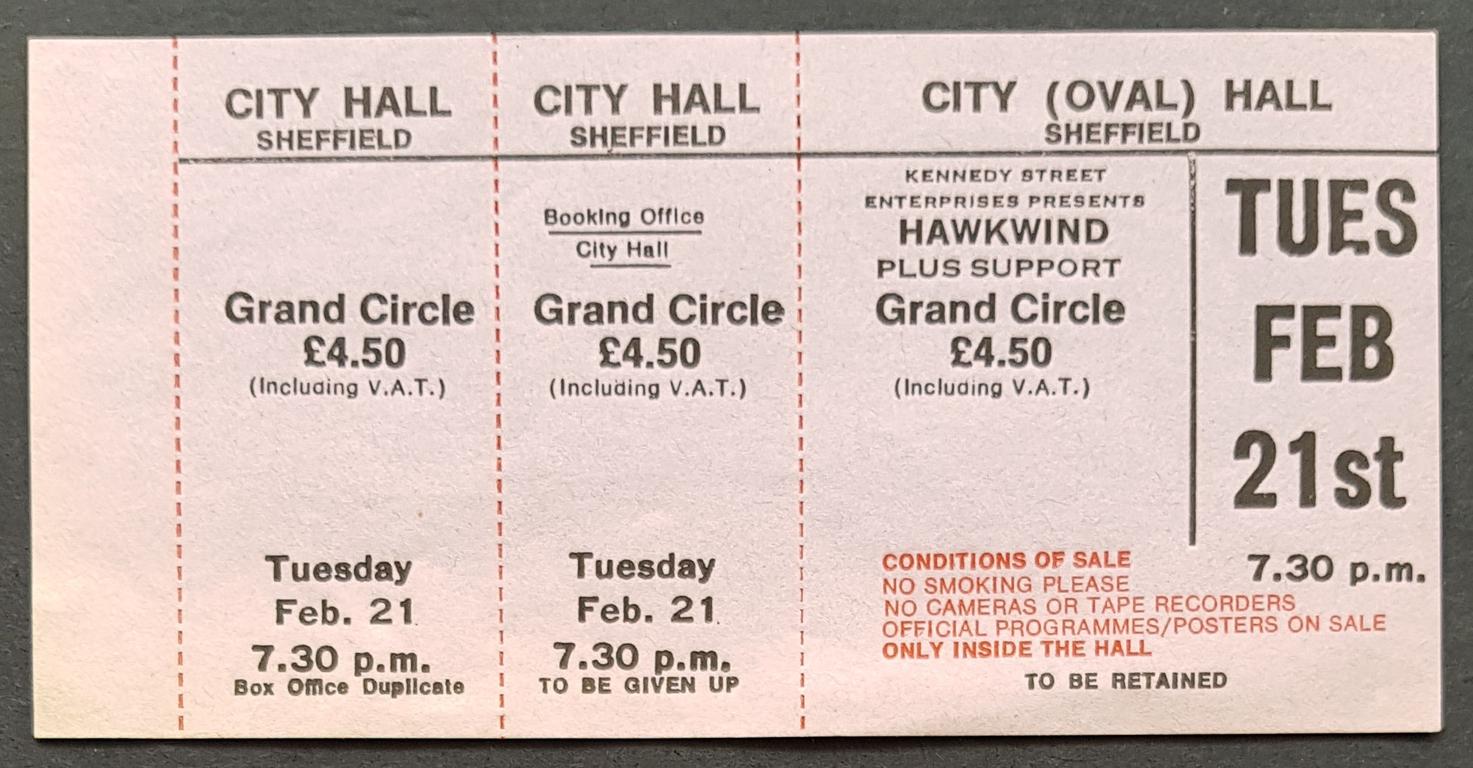 CITY HALL
SHEFFIELD
Grand Circle
£4.50
(Including V.A.T.)
Tuesday
Feb. 21
7.30 p.m.
Box Office Duplicate
CITY HALL
SHEFFIELD
Booking Office
City Hall
Grand Circle
£4.50
(Including V.A.T.)
Tuesday
Feb. 21
7.30 p.m.
TO BE GIVEN UP
CITY (OVAL) HALL
SHEFFIELD
KENNEDY STREET
ENTERPRISES PRESENTS
HAWKWIND
PLUS SUPPORT
Grand Circle
£4.50
(Including V.A.T.)
TUES
FEB
21st
7.30 p.m.
CONDITIONS OF SALE
NO SMOKING PLEASE
NO CAMERAS OR TAPE RECORDERS
OFFICIAL PROGRAMMES/POSTERS ON SALE
ONLY INSIDE THE HALL
TO BE RETAINED